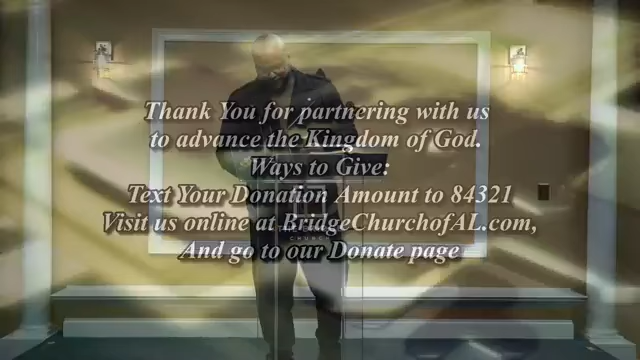 Thank You for partnering with us
to advance the Kingdom of God.
Ways to Give:
Text Your Donation Amount to 84321
Visit us online at BridgeChurchofAL.com,
And go to our Donate page
CHURCH